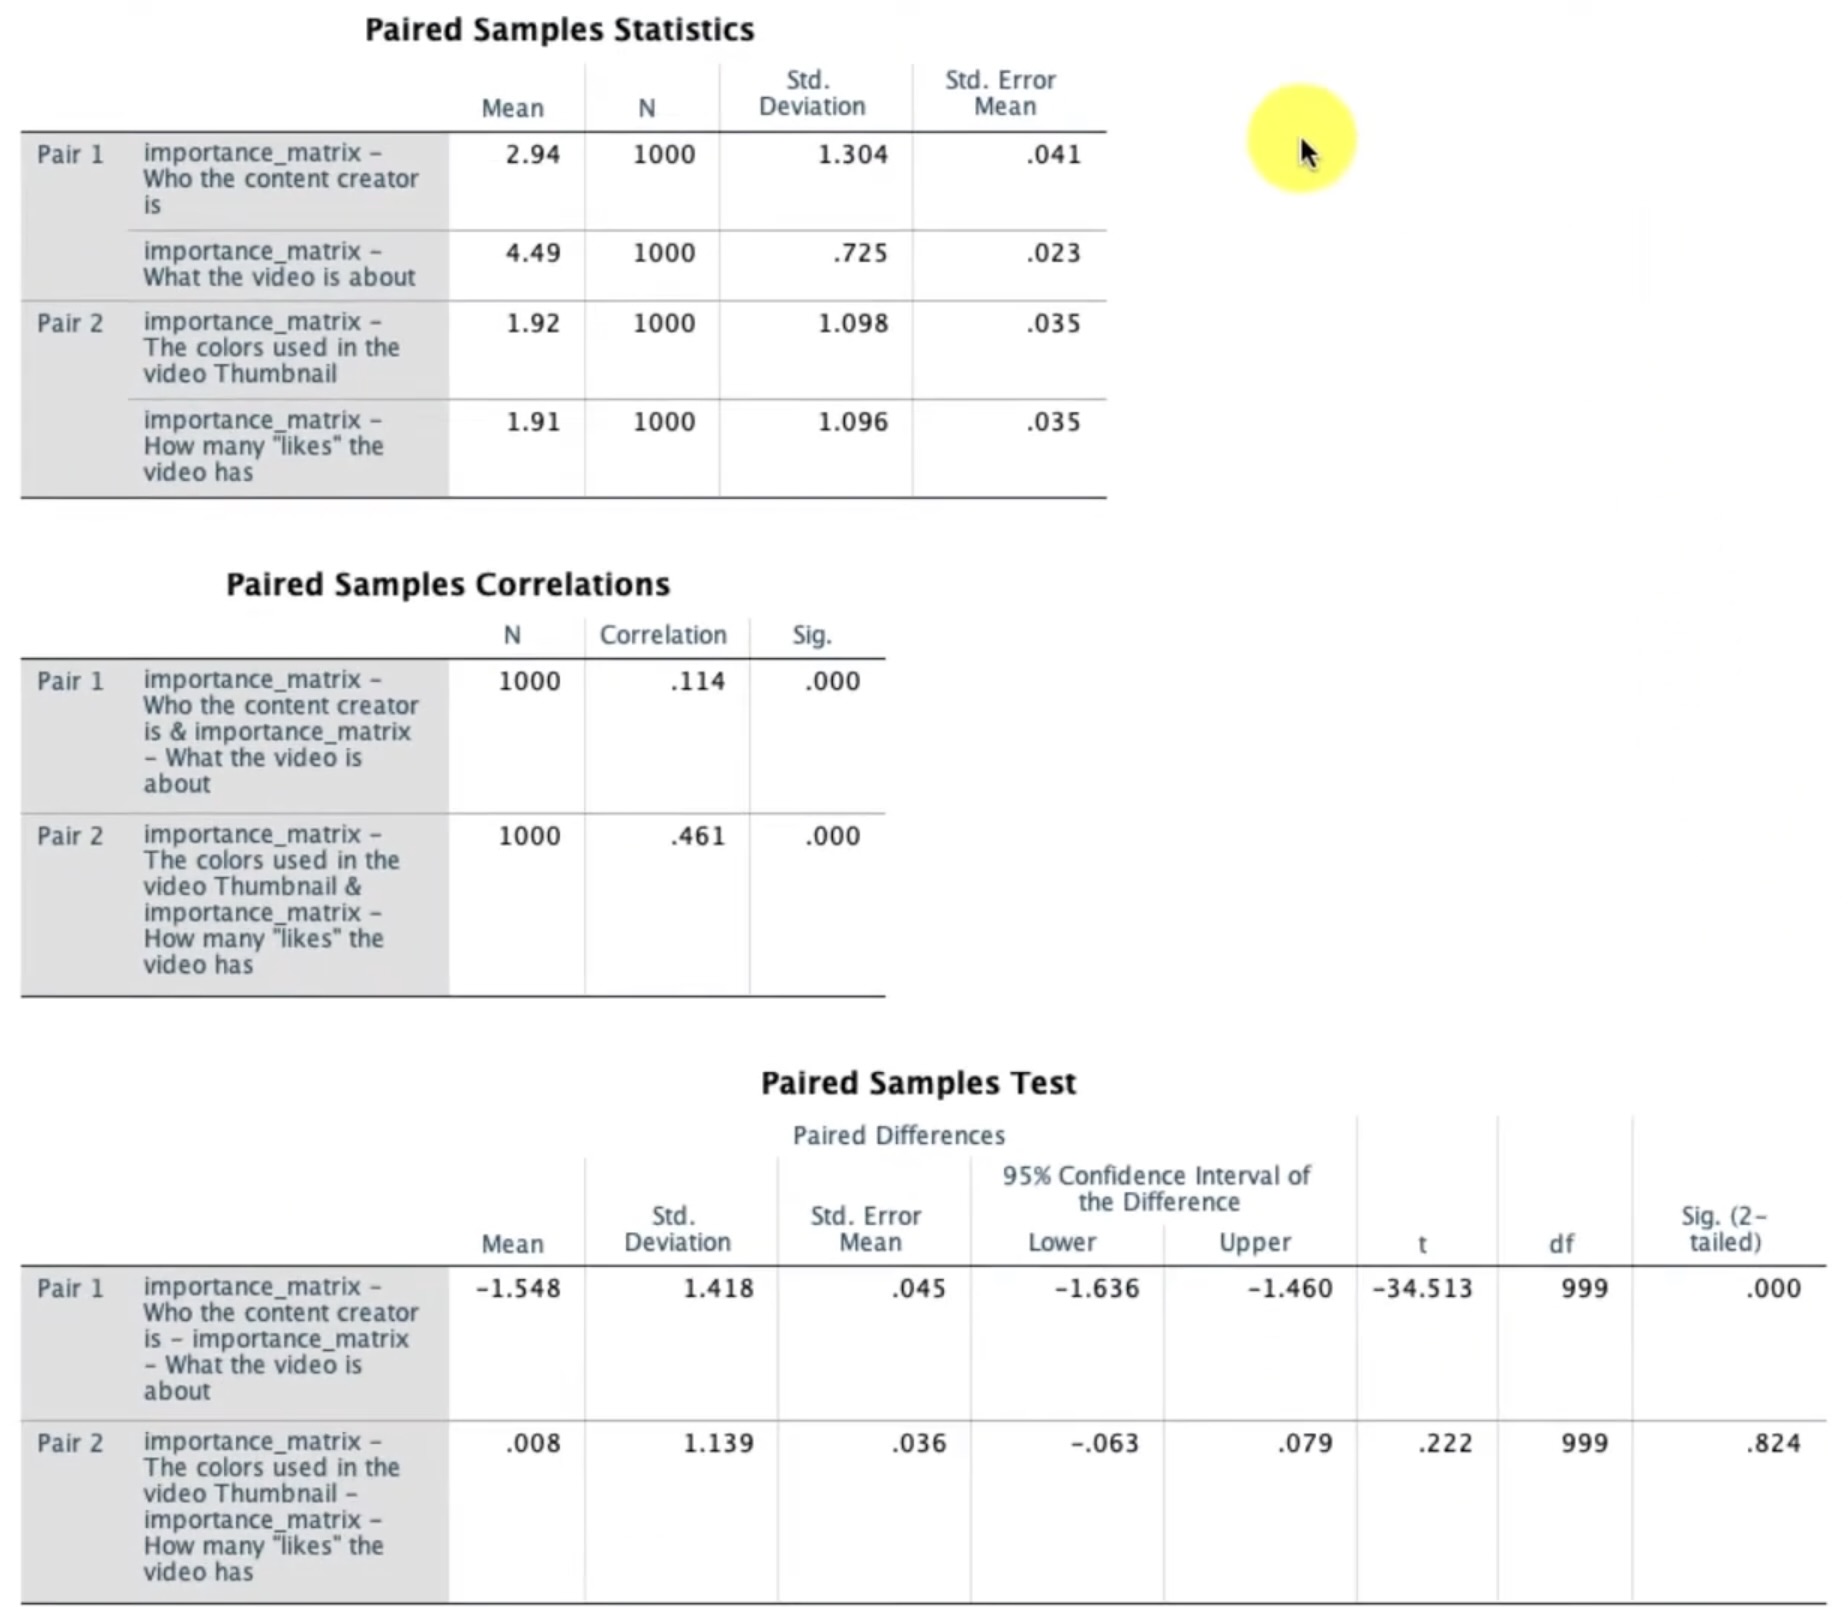 Paired Samples Statistics
Mean N Std. Deviation Std. Error Mean
Pair 1 importance_matrix – 2.94 1000 1.304 .041
Who the content creator
is
importance_matrix – 4.49 1000 .725 .023
What the video is about
Pair 2 importance_matrix – 1.92 1000 1.098 .035
The colors used in the
video Thumbnail
importance_matrix – 1.91 1000 1.096 .035
How many "likes" the
video has
Paired Samples Correlations
N Correlation Sig.
Pair 1 importance_matrix – 1000 .114 .000
Who the content creator
is & importance_matrix
– What the video is
about
Pair 2 importance_matrix – 1000 .461 .000
The colors used in the
video Thumbnail &
importance_matrix –
How many "likes" the
video has
Paired Samples Test
Paired Differences
95% Confidence Interval of
the Difference
Mean Std. Deviation Std. Error Mean Lower Upper t df Sig. (2–tailed)
Pair 1 importance_matrix – –1.548 1.418 .045 –1.636 –1.460 –34.513 999 .000
Who the content creator
is – importance_matrix
– What the video is
about
Pair 2 importance_matrix – .008 1.139 .036 –.063 .079 .222 999 .824
The colors used in the
video Thumbnail –
importance_matrix –
How many "likes" the
video has